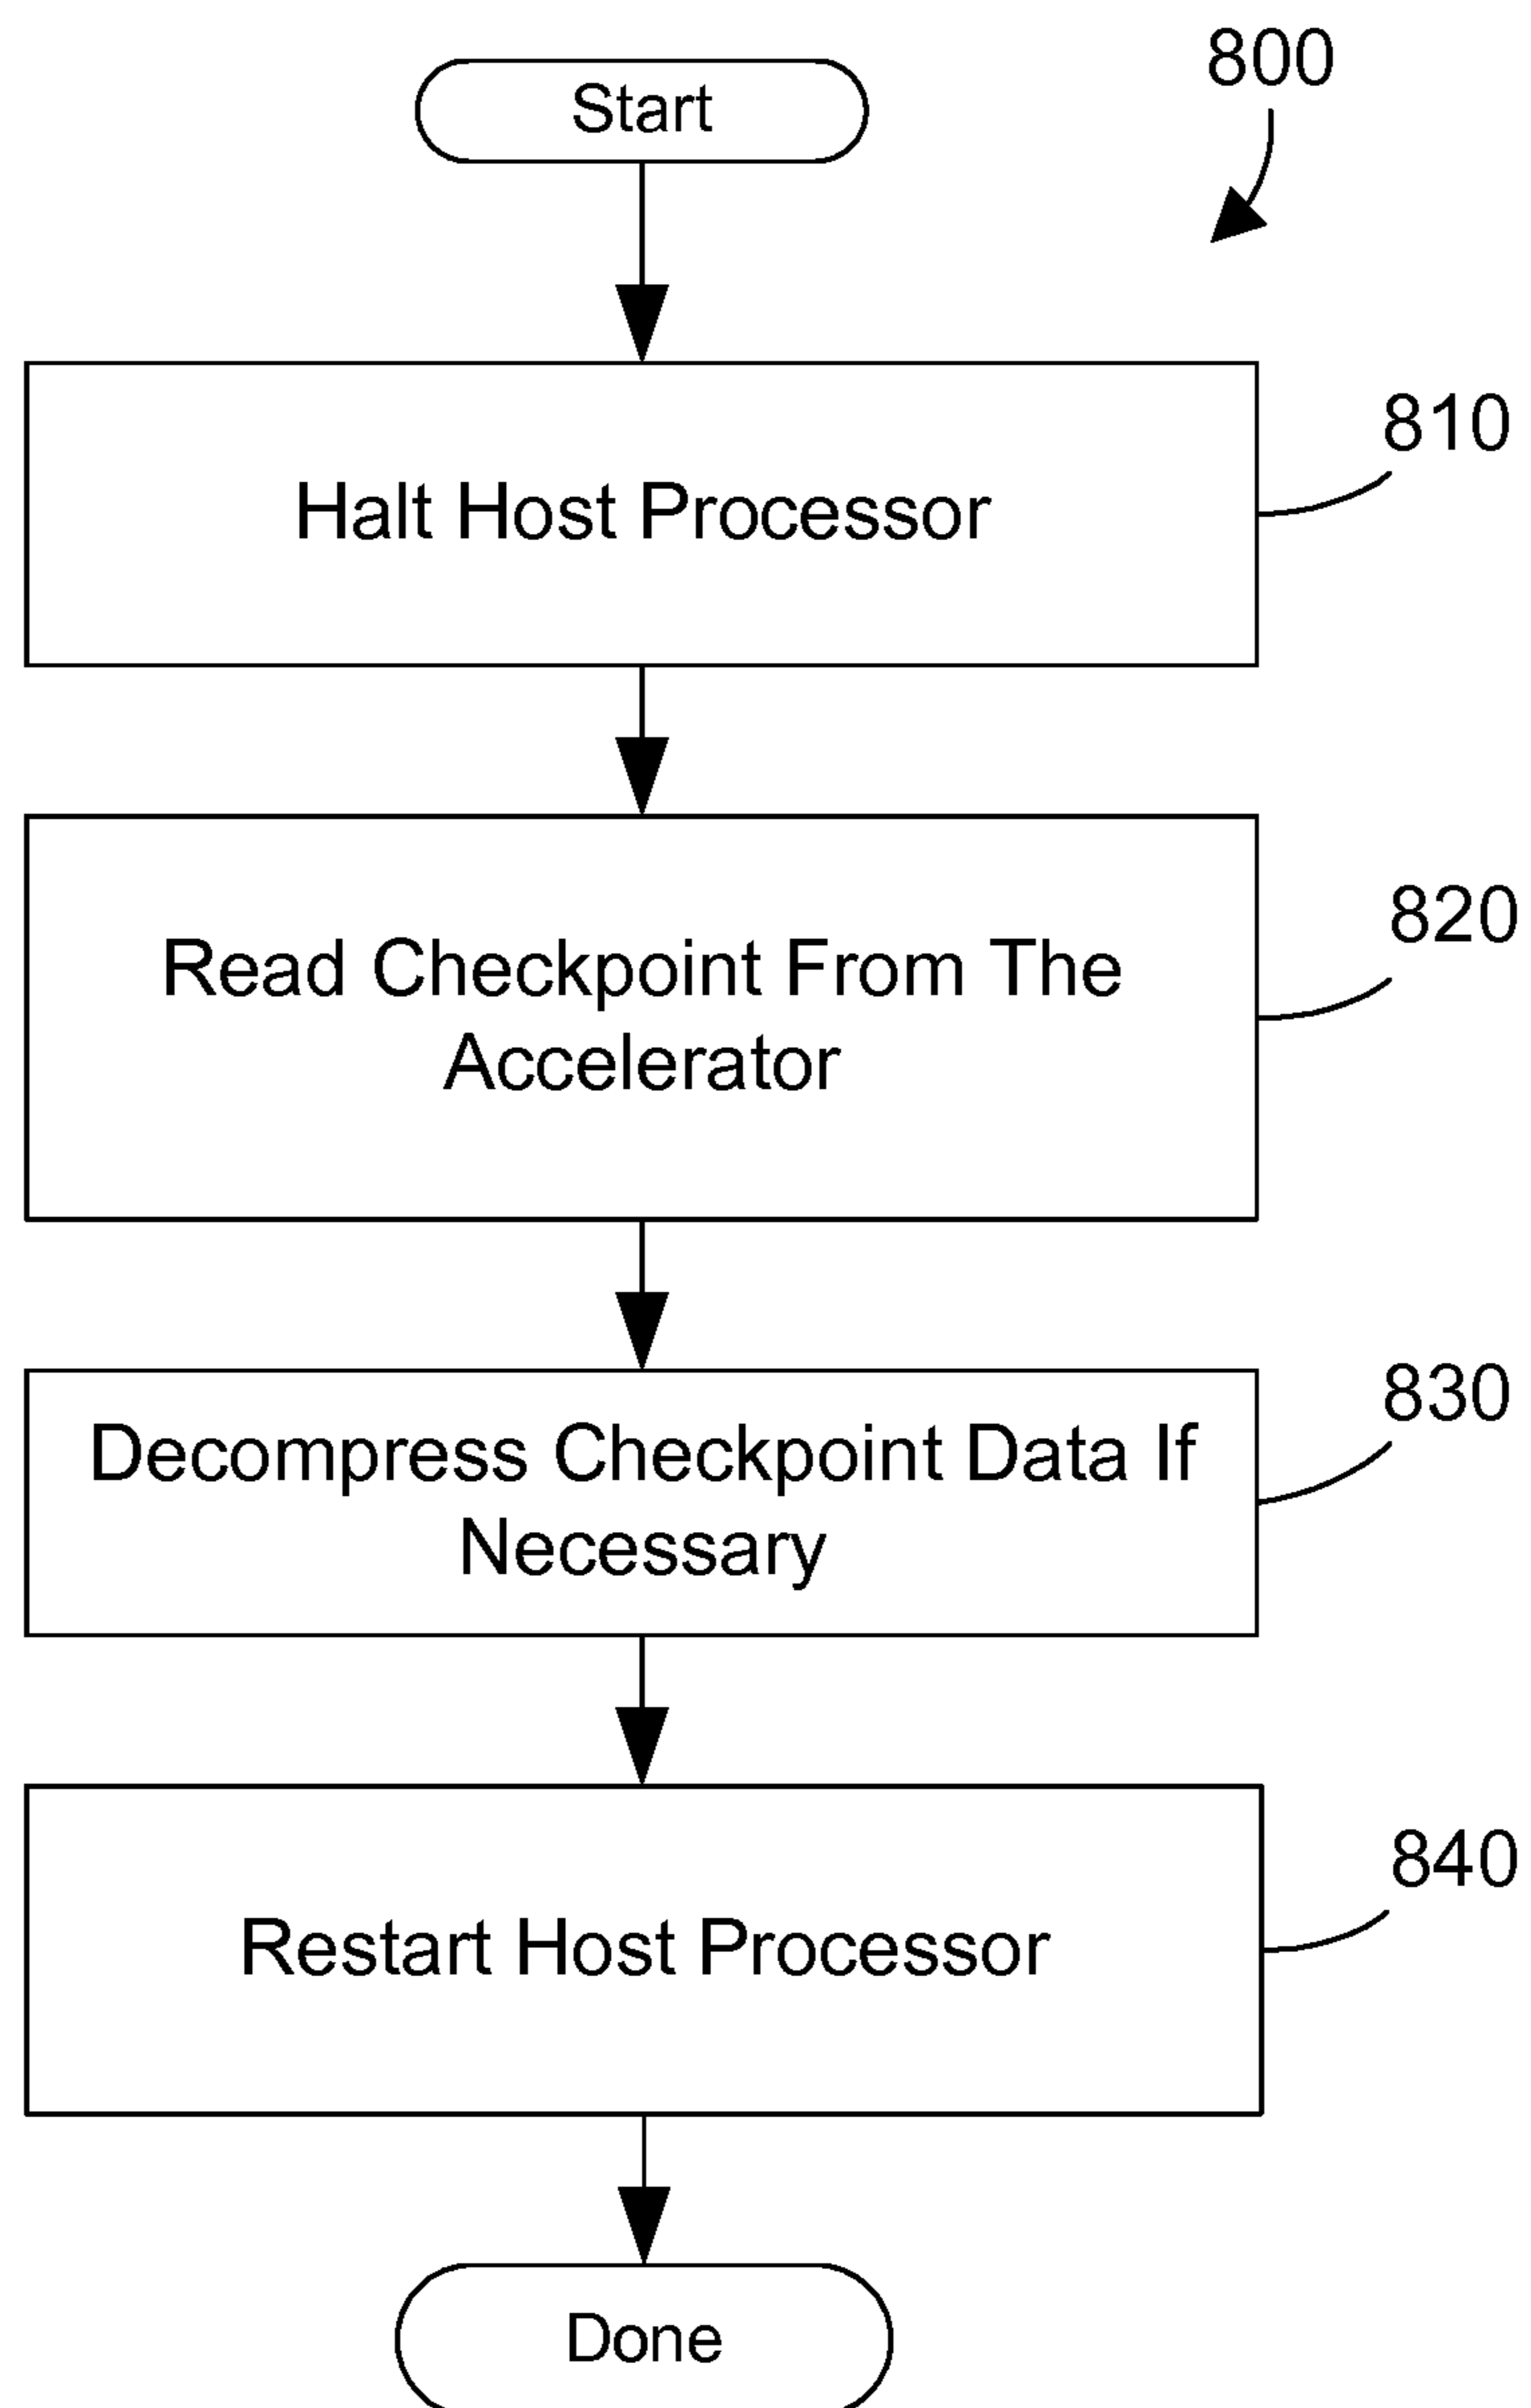 800
Start
810
Halt Host Processor
820
Read Checkpoint From The
Accelerator
830
Decompress Checkpoint Data If
Necessary
840
Restart Host Processor
Done